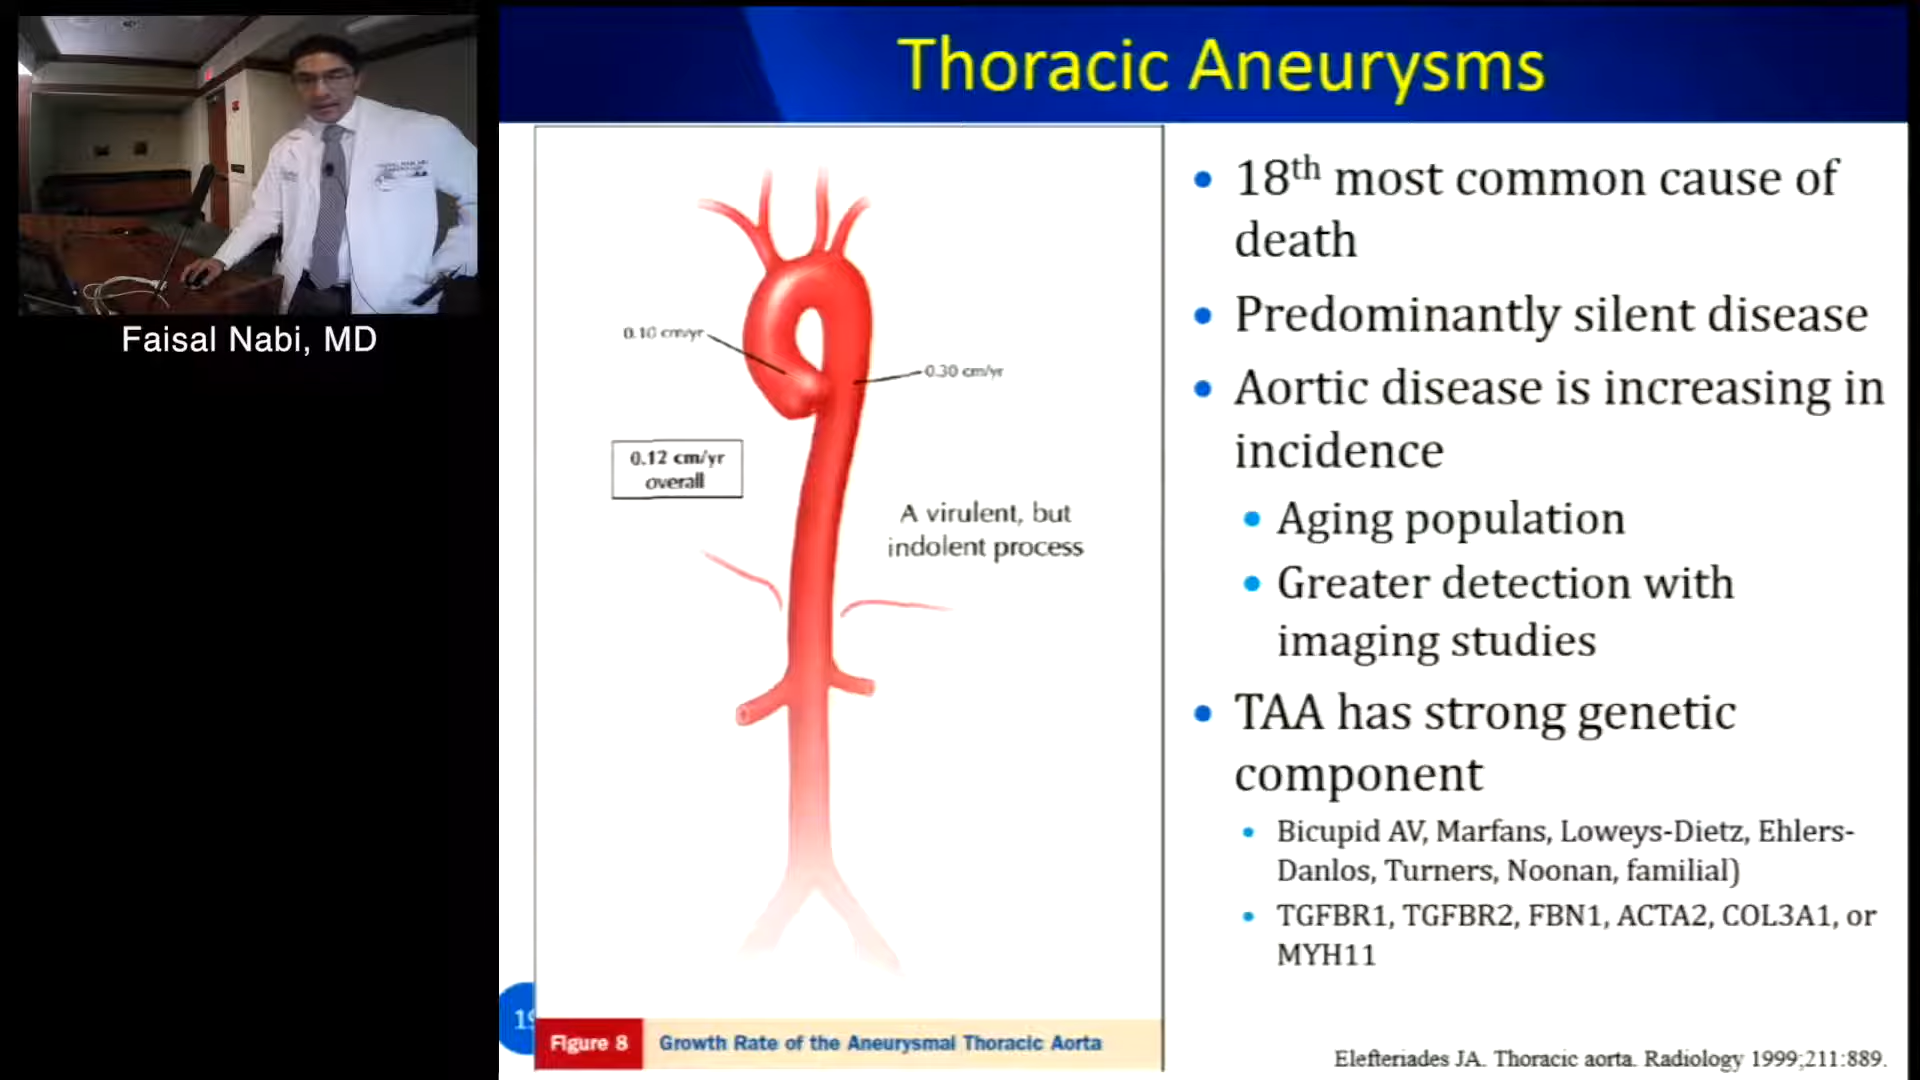 Thoracic Aneurysms
Faisal Nabi, MD
0.10 cm/yr
0.30 cm/yr
0.12 cm/yr
overall
A virulent, but
indolent process
Figure 8
Growth Rate of the Aneurysmal Thoracic Aorta
• 18th most common cause of
death
• Predominantly silent disease
• Aortic disease is increasing in
incidence
• Aging population
• Greater detection with
imaging studies
• TAA has strong genetic
component
• Bicupid AV, Marfans, Loweys-Dietz, Ehlers-
Danlos, Turners, Noonan, familial)
• TGFBR1, TGFBR2, FBN1, ACTA2, COL3A1, or
MYH11
Elefteriades JA. Thoracic aorta. Radiology 1999;211:889.